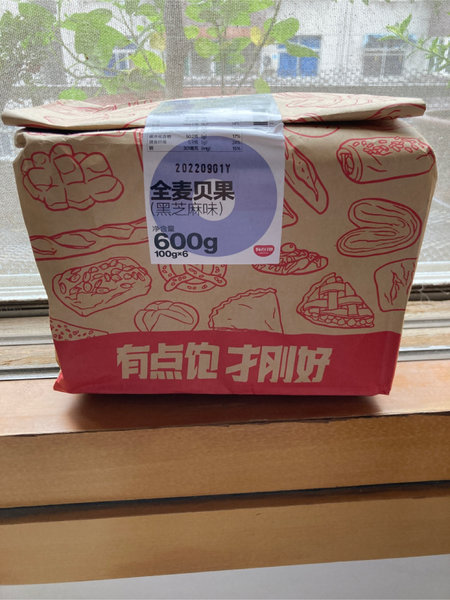 20220901Y
全麦贝果
(黑芝麻味)
净含量
600g
100g×6
有点饱 才刚好